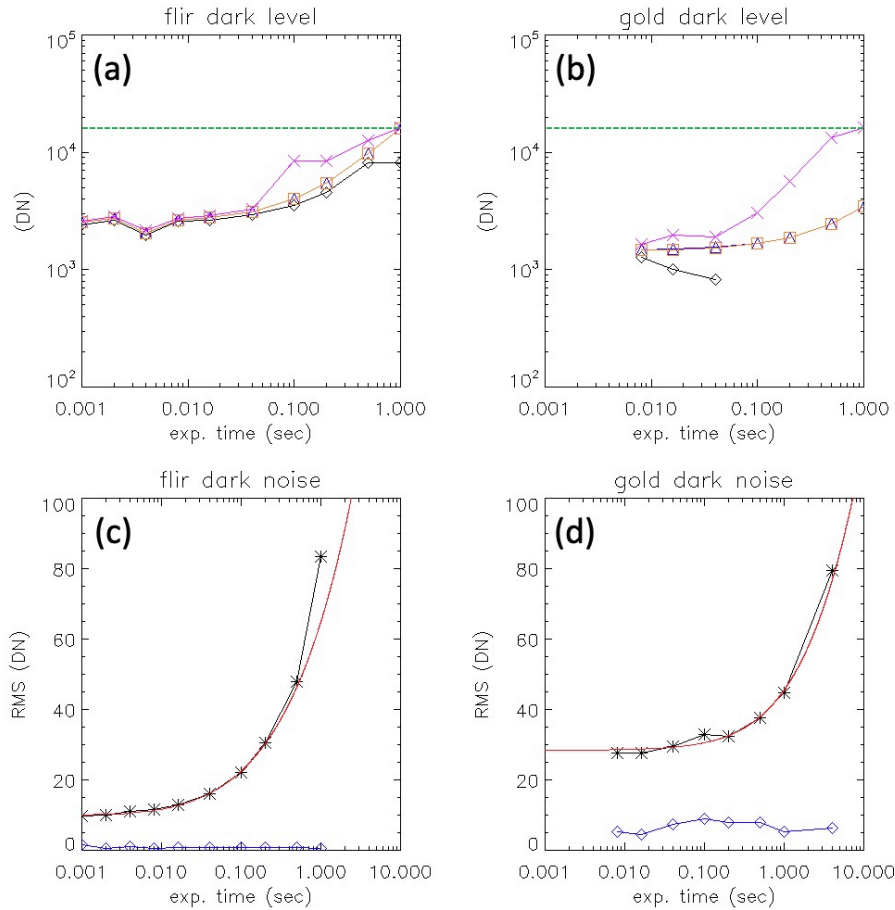 flir dark level
gold dark level
(a)
(b)
10^5
10^4
10^3
10^2
(DN)
0.001 0.010 0.100 1.000
exp. time (sec)
10^5
10^4
10^3
10^2
(DN)
0.001 0.010 0.100 1.000
exp. time (sec)
flir dark noise
gold dark noise
(c)
(d)
100
80
60
40
20
0
RMS (DN)
0.001 0.010 0.100 1.000 10.000
exp. time (sec)
100
80
60
40
20
0
RMS (DN)
0.001 0.010 0.100 1.000 10.000
exp. time (sec)